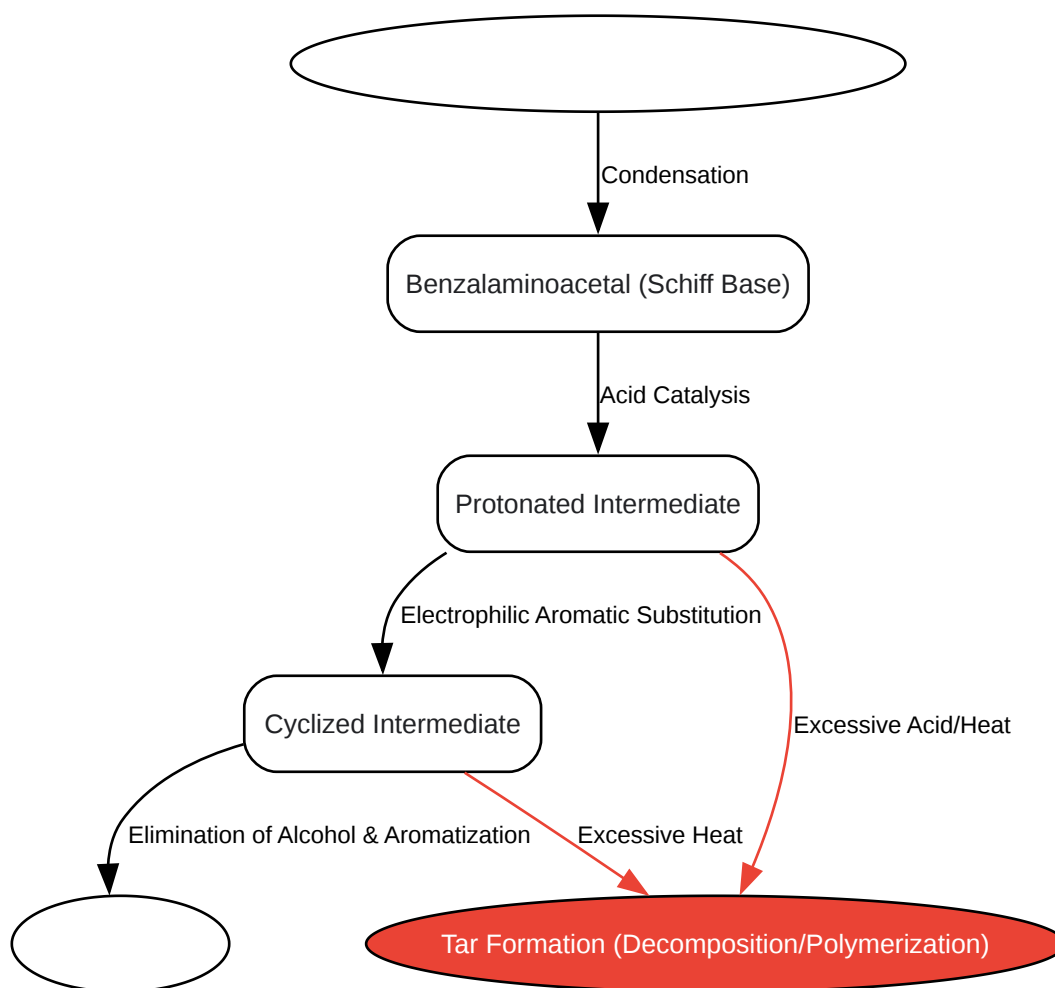 Condensation
Benzalaminoacetal (Schiff Base)
Acid Catalysis
Protonated Intermediate
Electrophilic Aromatic Substitution
Cyclized Intermediate
Excessive Acid/Heat
Elimination of Alcohol & Aromatization
Excessive Heat
Tar Formation (Decomposition/Polymerization)